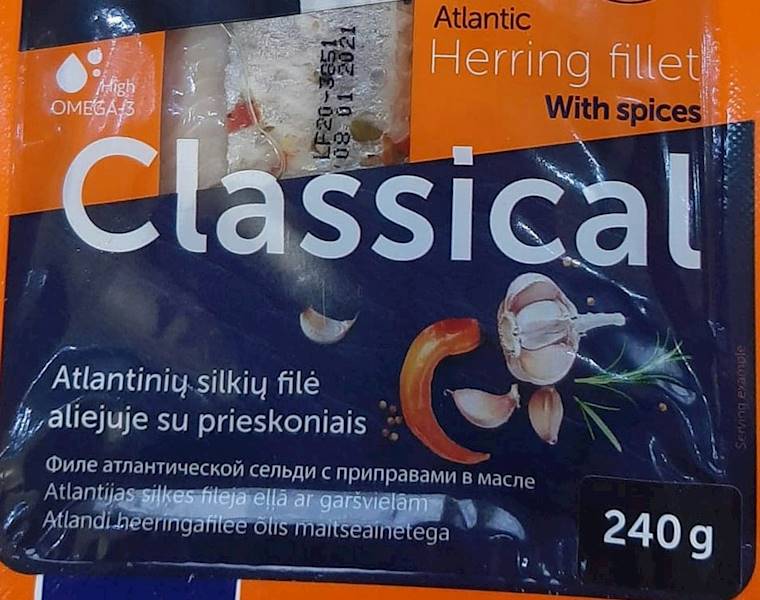 Atlantic
Herring fillet
With spices
High
OMEGA-3
LF20-3651
08 01 2021
Classical
Atlantinių silkių filė
aliejuje su prieskoniais
Филе атлантической сельди с приправами в масле
Atlantijas siļķes fileja eļļā ar garšvielām
Atlandi heeringafilee õlis maitseainetega
240 g
Serving example